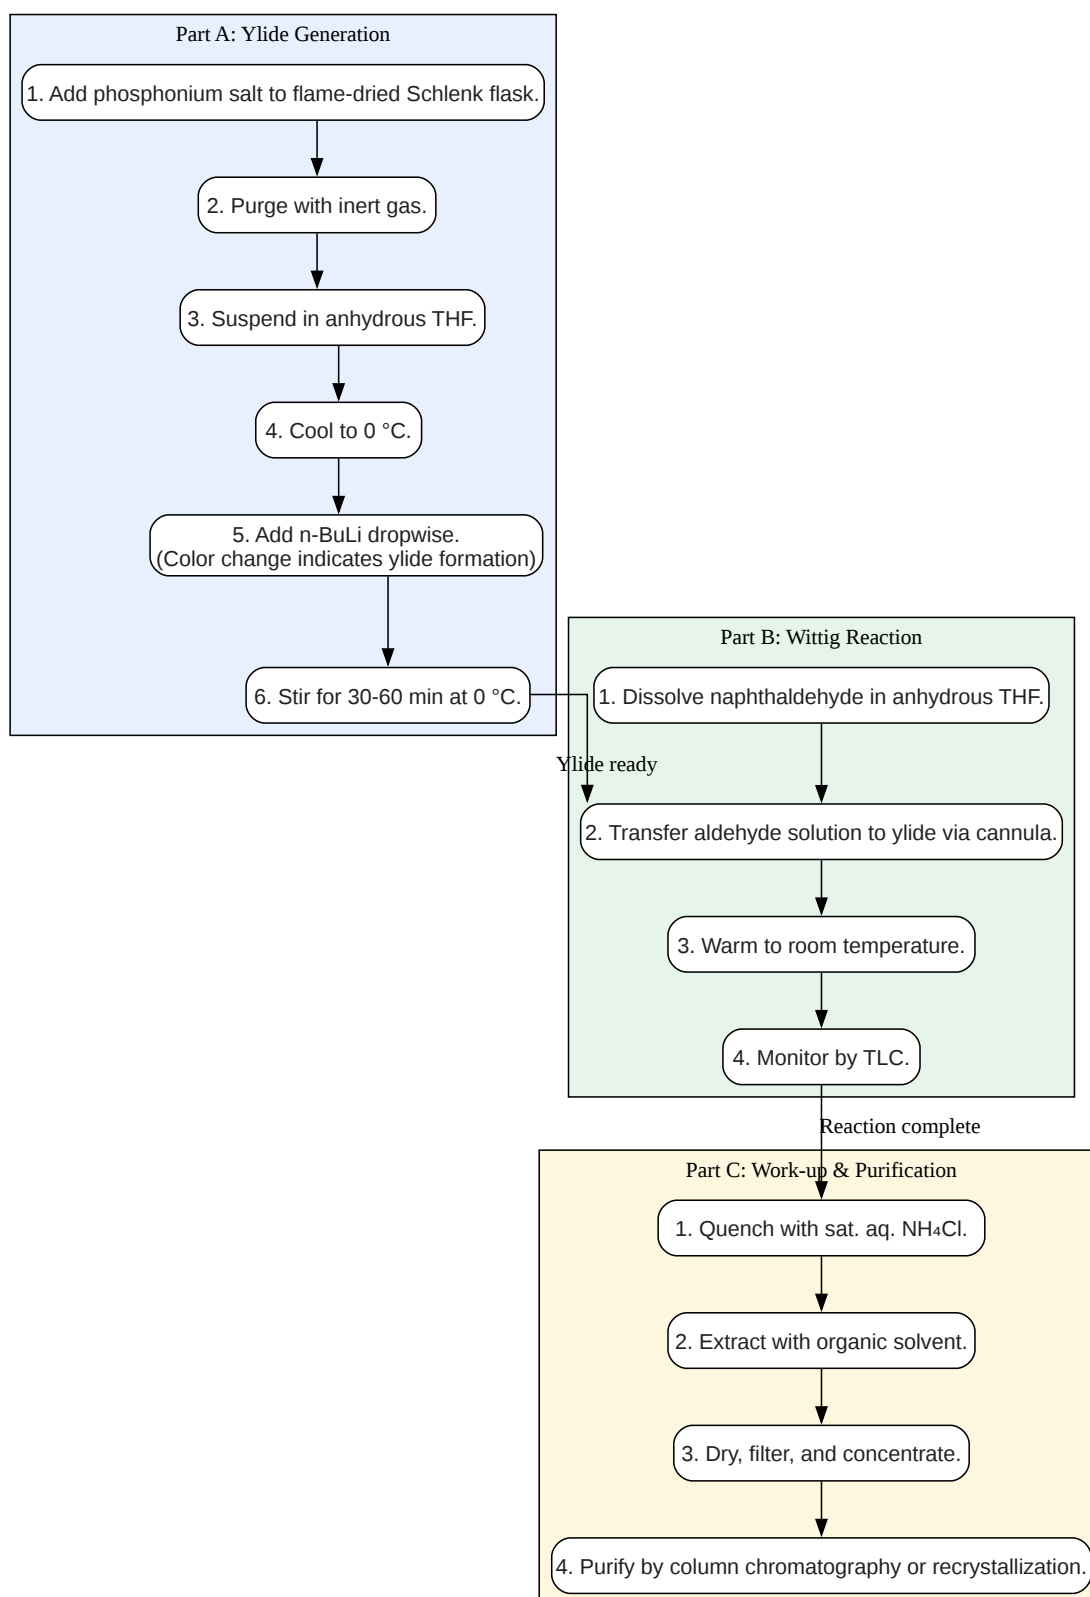 Part A: Ylide Generation
1. Add phosphonium salt to flame-dried Schlenk flask.
2. Purge with inert gas.
3. Suspend in anhydrous THF.
4. Cool to 0 °C.
5. Add n-BuLi dropwise.
(Color change indicates ylide formation)
6. Stir for 30-60 min at 0 °C.
Ylide ready
Part B: Wittig Reaction
1. Dissolve naphthaldehyde in anhydrous THF.
2. Transfer aldehyde solution to ylide via cannula.
3. Warm to room temperature.
4. Monitor by TLC.
Reaction complete
Part C: Work-up & Purification
1. Quench with sat. aq. NH₄Cl.
2. Extract with organic solvent.
3. Dry, filter, and concentrate.
4. Purify by column chromatography or recrystallization.